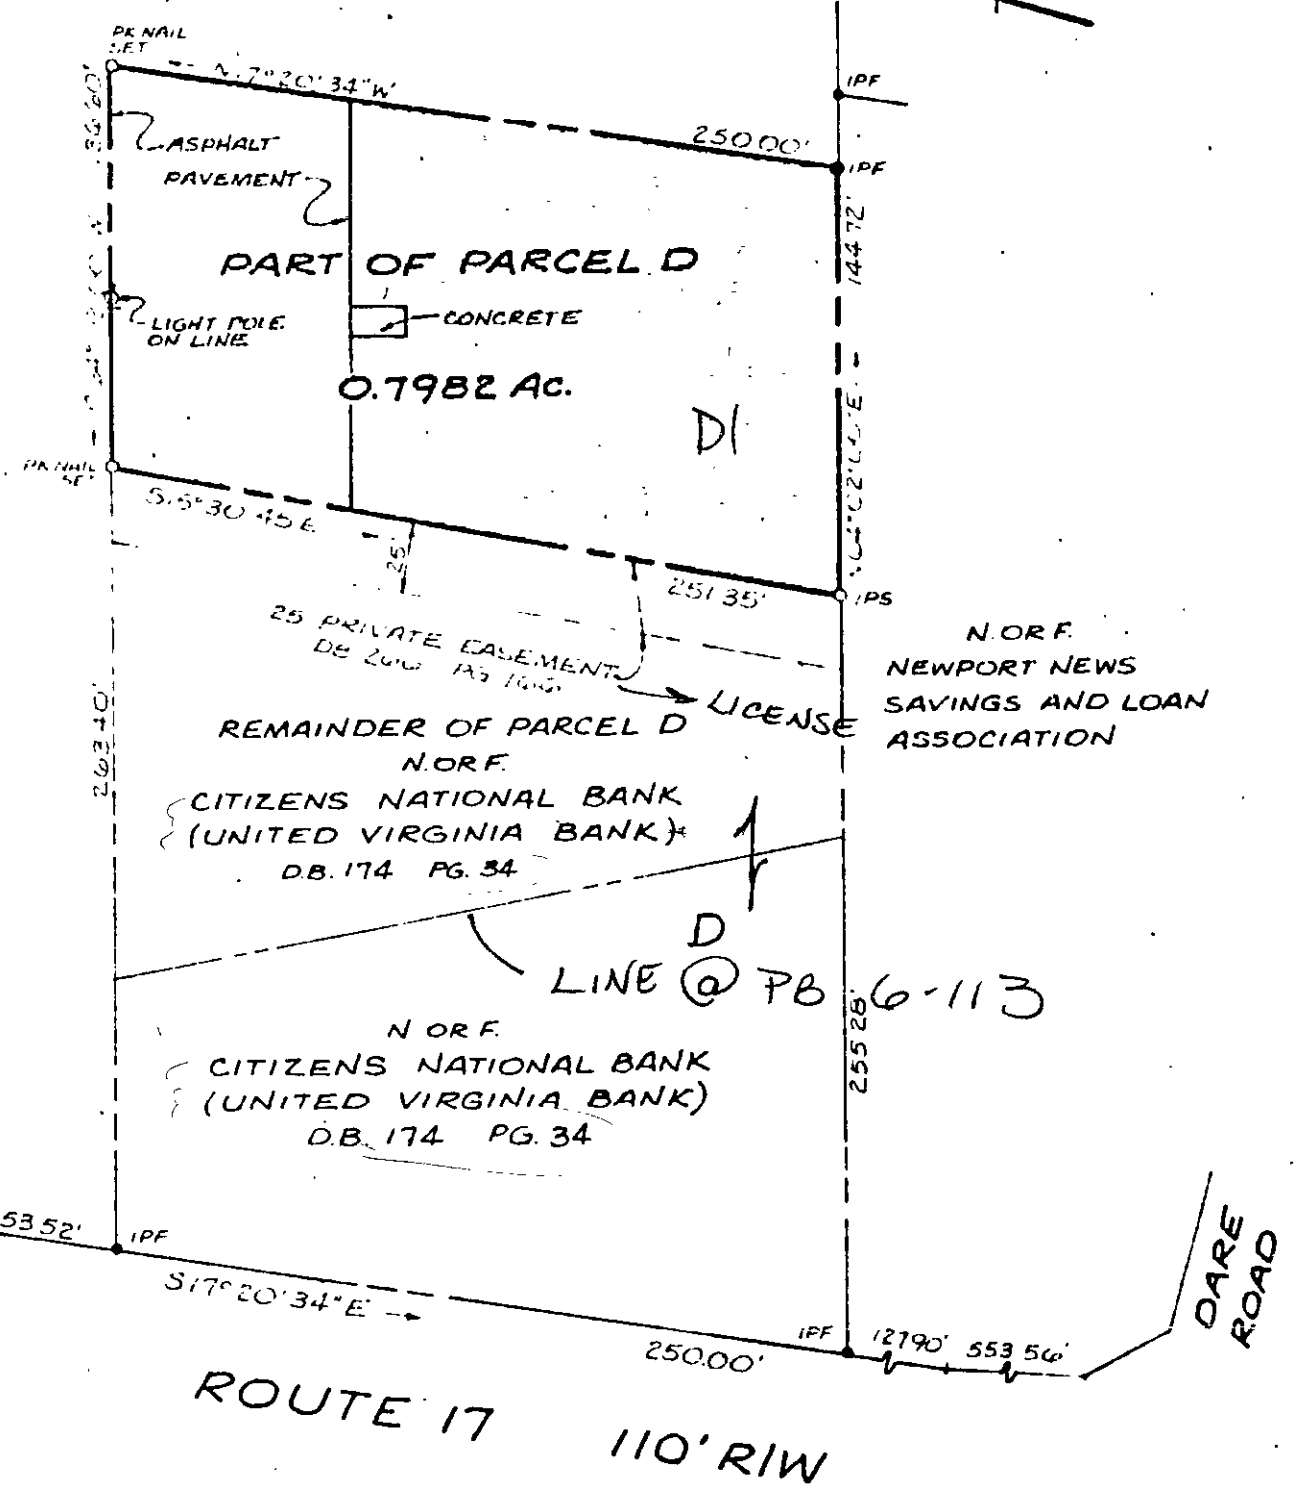 PK NAIL
SET
IPF
250.00'
IPF
ASPHALT
PAVEMENT
144.72'
PART OF PARCEL D
LIGHT POLE
ON LINE
CONCRETE
0.7982 AC.
D1
PK NAIL
SET
25'
251.35'
IPS
25 PRIVATE EASEMENT
LICENSE
N. OR F.
NEWPORT NEWS
SAVINGS AND LOAN
ASSOCIATION
263.40'
REMAINDER OF PARCEL D
N. OR F.
CITIZENS NATIONAL BANK
(UNITED VIRGINIA BANK)*
D.B. 174 PG. 34
D
LINE @ PB 6-113
255.28'
N OR F.
CITIZENS NATIONAL BANK
(UNITED VIRGINIA BANK)
D.B. 174 PG. 34
53.52'
IPF
S17°20'34"E
250.00'
IPF
127.90'
553.56'
DARE
ROAD
ROUTE 17
110' R/W